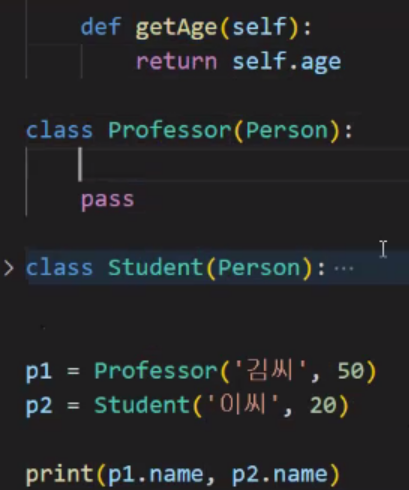 def getAge(self):
return self.age
class Professor(Person):
pass
class Student(Person): ...
p1 = Professor('김씨', 50)
p2 = Student('이씨', 20)
print(p1.name, p2.name)